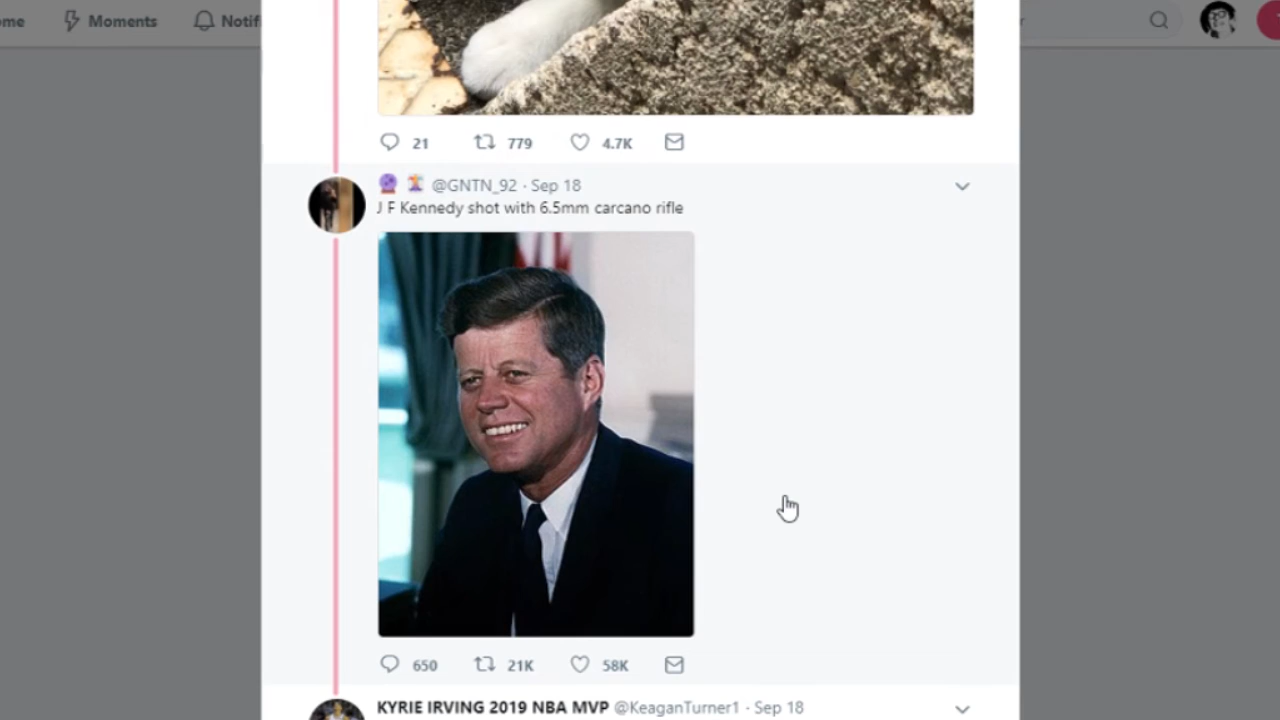 ome Moments Notifi r
21 779 4.7K
@GNTN_92 · Sep 18
J F Kennedy shot with 6.5mm carcano rifle
650 21K 58K
KYRIE IRVING 2019 NBA MVP @KeaganTurner1 · Sep 18